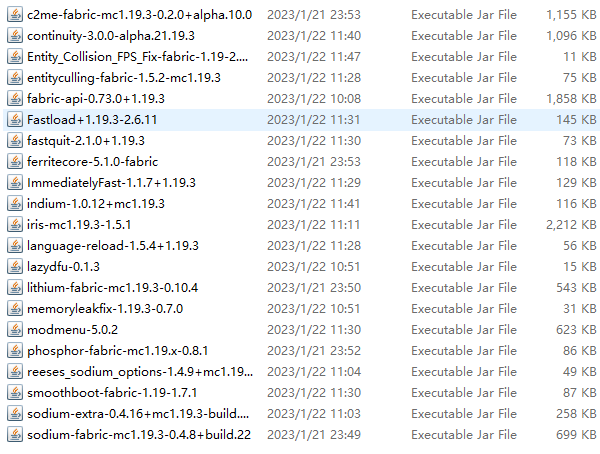 c2me-fabric-mc1.19.3-0.2.0+alpha.10.0 2023/1/21 23:53 Executable Jar File 1,155 KB
continuity-3.0.0-alpha.21.19.3 2023/1/22 11:40 Executable Jar File 1,096 KB
Entity_Collision_FPS_Fix-fabric-1.19-2.... 2023/1/22 11:47 Executable Jar File 11 KB
entityculling-fabric-1.5.2-mc1.19.3 2023/1/22 11:28 Executable Jar File 75 KB
fabric-api-0.73.0+1.19.3 2023/1/22 10:08 Executable Jar File 1,858 KB
Fastload+1.19.3-2.6.11 2023/1/22 11:31 Executable Jar File 145 KB
fastquit-2.1.0+1.19.3 2023/1/22 11:30 Executable Jar File 73 KB
ferritecore-5.1.0-fabric 2023/1/21 23:53 Executable Jar File 118 KB
ImmediatelyFast-1.1.7+1.19.3 2023/1/22 11:29 Executable Jar File 129 KB
indium-1.0.12+mc1.19.3 2023/1/22 11:41 Executable Jar File 116 KB
iris-mc1.19.3-1.5.1 2023/1/22 11:11 Executable Jar File 2,212 KB
language-reload-1.5.4+1.19.3 2023/1/22 11:28 Executable Jar File 56 KB
lazydfu-0.1.3 2023/1/22 10:51 Executable Jar File 15 KB
lithium-fabric-mc1.19.3-0.10.4 2023/1/21 23:50 Executable Jar File 543 KB
memoryleakfix-1.19.3-0.7.0 2023/1/22 10:51 Executable Jar File 31 KB
modmenu-5.0.2 2023/1/22 11:30 Executable Jar File 623 KB
phosphor-fabric-mc1.19.x-0.8.1 2023/1/21 23:52 Executable Jar File 86 KB
reeses_sodium_options-1.4.9+mc1.19... 2023/1/22 11:04 Executable Jar File 49 KB
smoothboot-fabric-1.19-1.7.1 2023/1/22 11:30 Executable Jar File 87 KB
sodium-extra-0.4.16+mc1.19.3-build.... 2023/1/22 11:03 Executable Jar File 258 KB
sodium-fabric-mc1.19.3-0.4.8+build.22 2023/1/21 23:49 Executable Jar File 699 KB